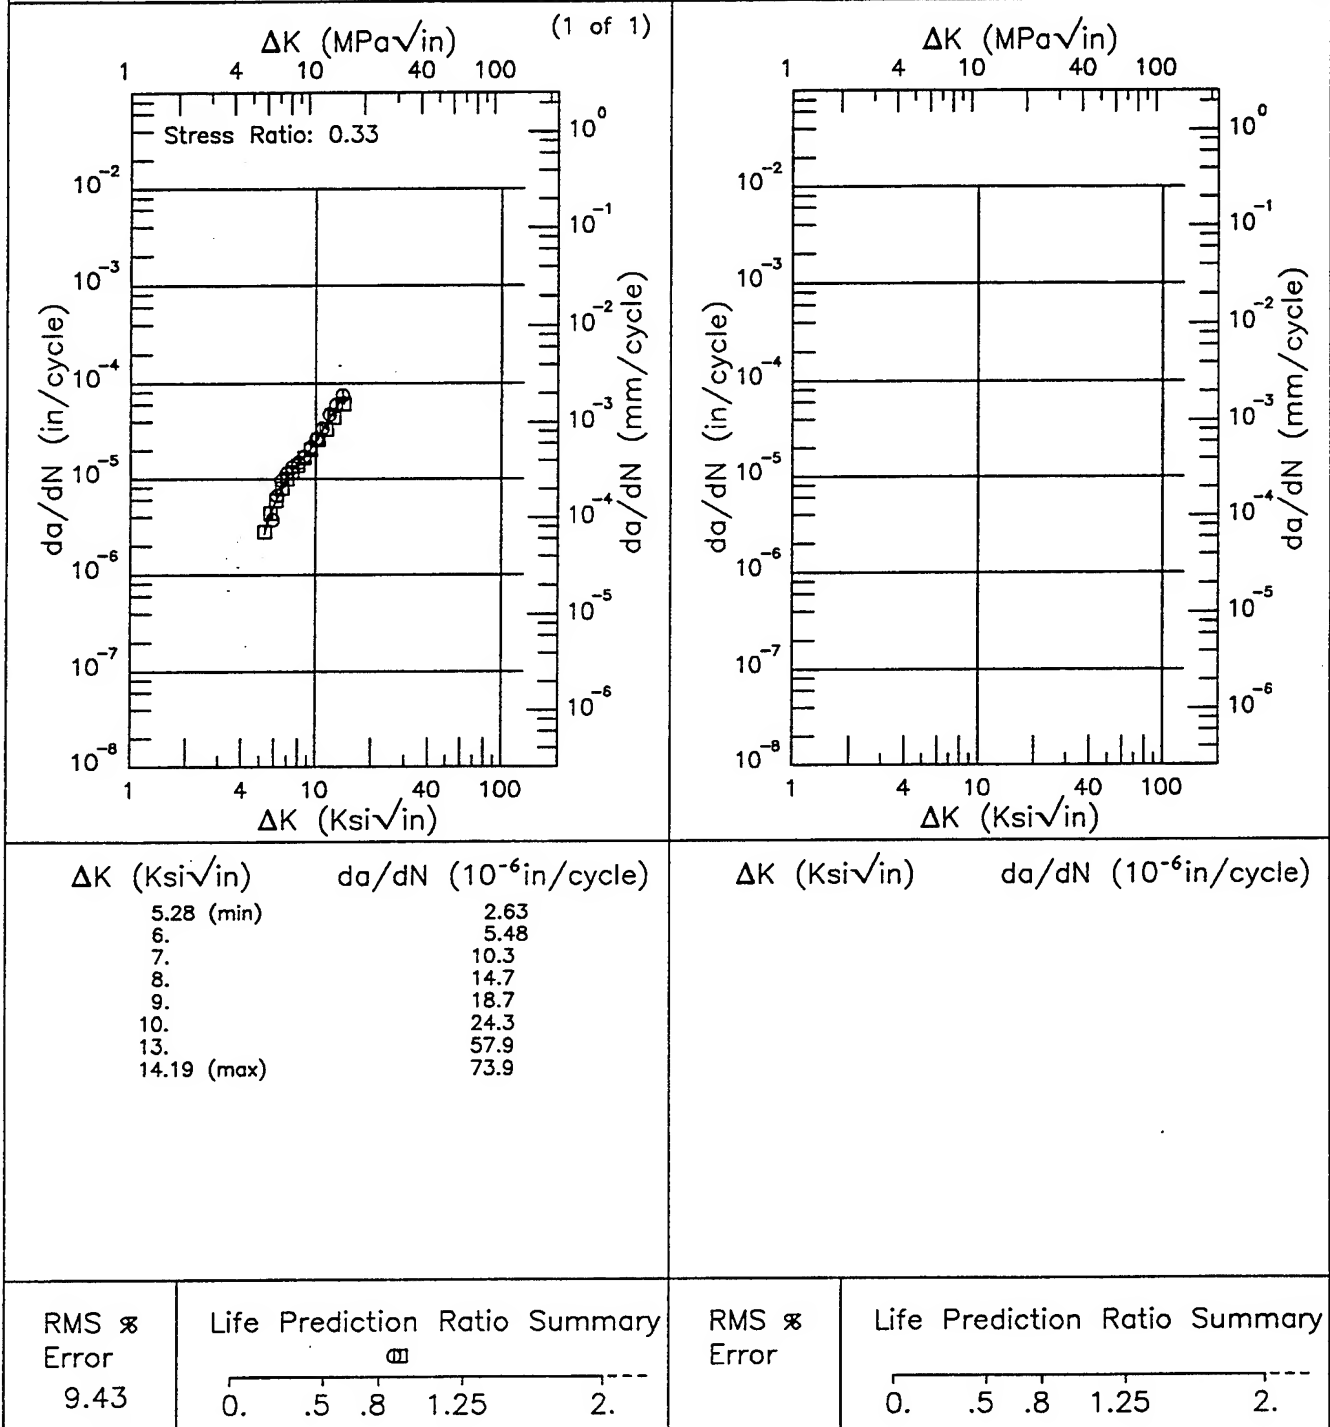 (1 of 1)
ΔK (MPa√in)
1 4 10 40 100
Stress Ratio: 0.33
da/dN (in/cycle)
10⁻²
10⁻³
10⁻⁴
10⁻⁵
10⁻⁶
10⁻⁷
10⁻⁸
10⁰
10⁻¹
10⁻²
10⁻³
10⁻⁴
10⁻⁵
10⁻⁶
da/dN (mm/cycle)
1 4 10 40 100
ΔK (Ksi√in)
ΔK (MPa√in)
1 4 10 40 100
da/dN (in/cycle)
10⁻²
10⁻³
10⁻⁴
10⁻⁵
10⁻⁶
10⁻⁷
10⁻⁸
10⁰
10⁻¹
10⁻²
10⁻³
10⁻⁴
10⁻⁵
10⁻⁶
da/dN (mm/cycle)
1 4 10 40 100
ΔK (Ksi√in)
ΔK (Ksi√in) da/dN (10⁻⁶in/cycle)
5.28 (min) 2.63
6. 5.48
7. 10.3
8. 14.7
9. 18.7
10. 24.3
13. 57.9
14.19 (max) 73.9
ΔK (Ksi√in) da/dN (10⁻⁶in/cycle)
RMS %
Error
9.43
Life Prediction Ratio Summary
0. .5 .8 1.25 2.
RMS %
Error
Life Prediction Ratio Summary
0. .5 .8 1.25 2.